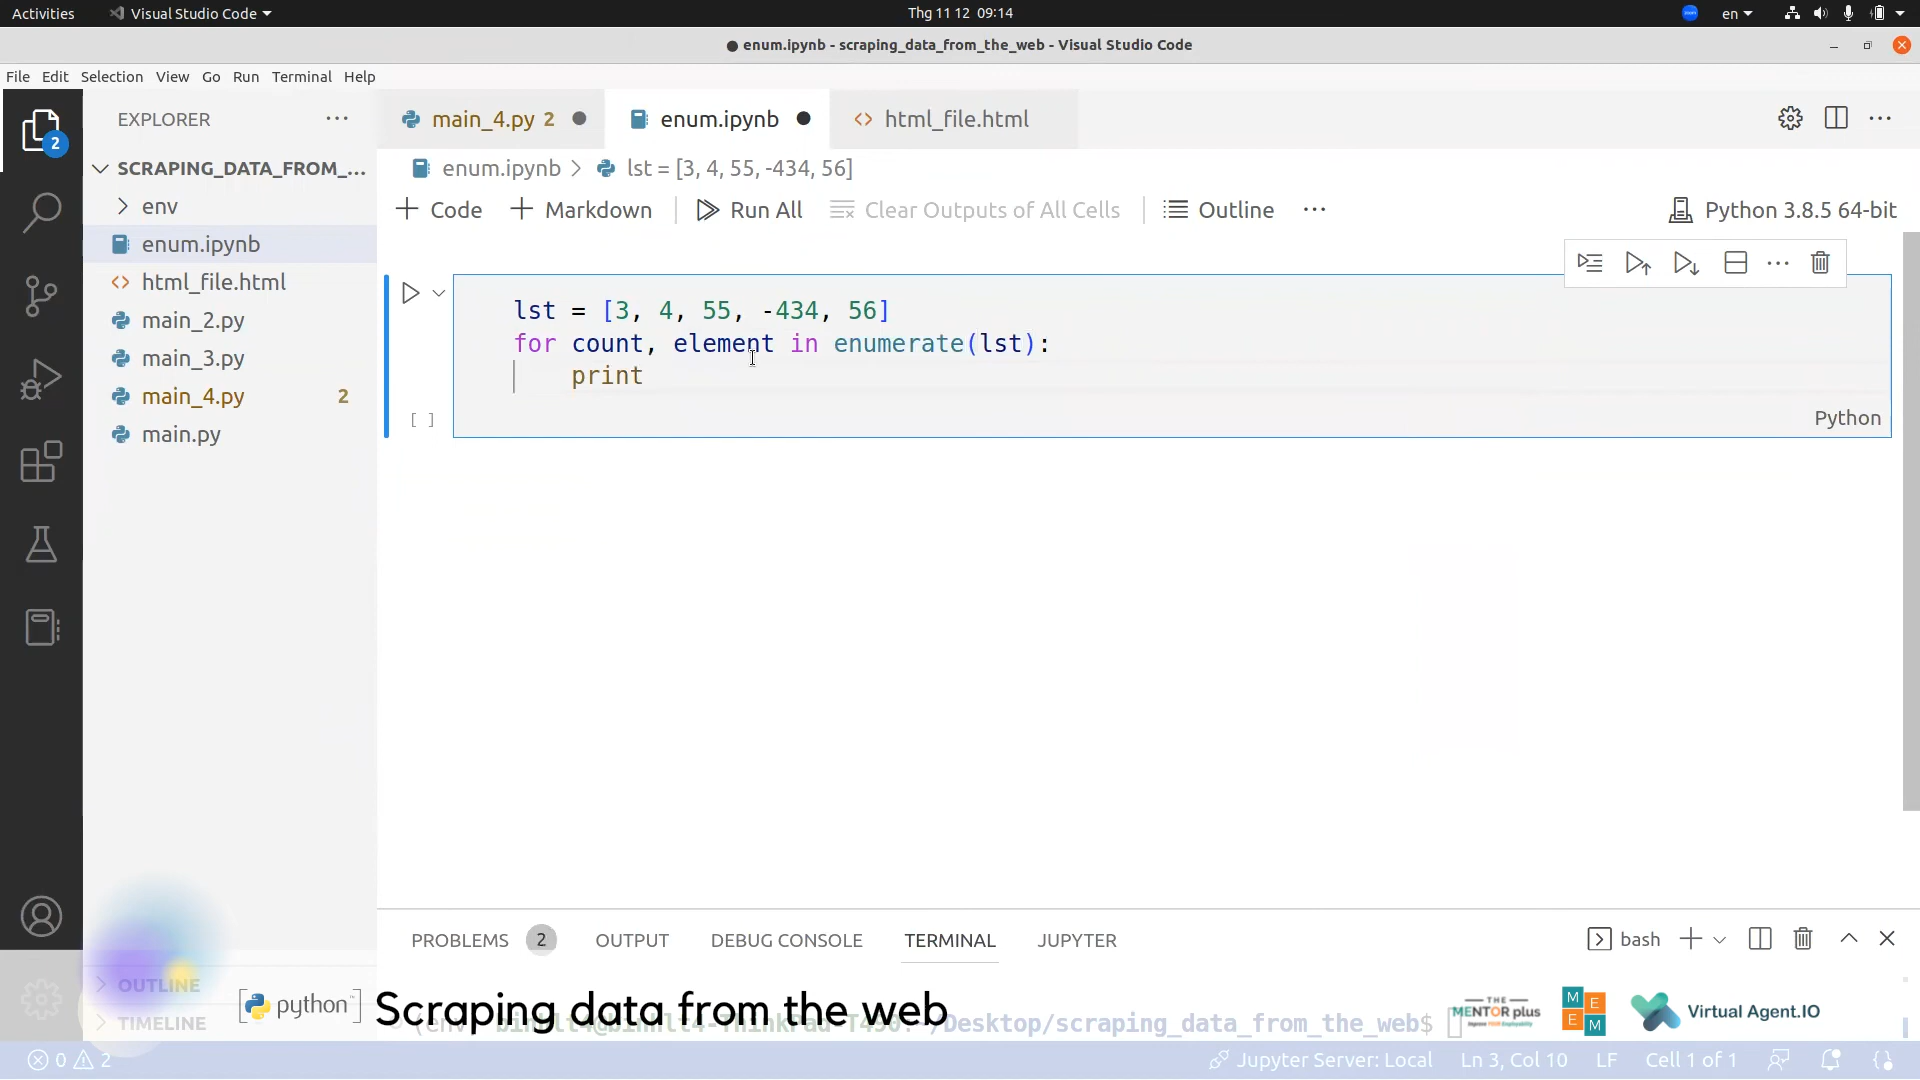 Activities Visual Studio Code Thg 11 12 09:14 en
enum.ipynb - scraping_data_from_the_web - Visual Studio Code
File Edit Selection View Go Run Terminal Help
EXPLORER ··· main_4.py 2 enum.ipynb html_file.html ···
SCRAPING_DATA_FROM_... enum.ipynb > lst = [3, 4, 55, -434, 56]
env + Code + Markdown Run All Clear Outputs of All Cells Outline ··· Python 3.8.5 64-bit
enum.ipynb
html_file.html
main_2.py
main_3.py
main_4.py 2
main.py
lst = [3, 4, 55, -434, 56]
for count, element in enumerate(lst):
print
[ ]
Python
2
PROBLEMS 2 OUTPUT DEBUG CONSOLE TERMINAL JUPYTER bash
OUTLINE
TIMELINE
python Scraping data from the web
Desktop/scraping_data_from_the_web$
THE MENTOR plus
MEEM
Virtual Agent.IO
0 2 Jupyter Server: Local Ln 3, Col 10 LF Cell 1 of 1